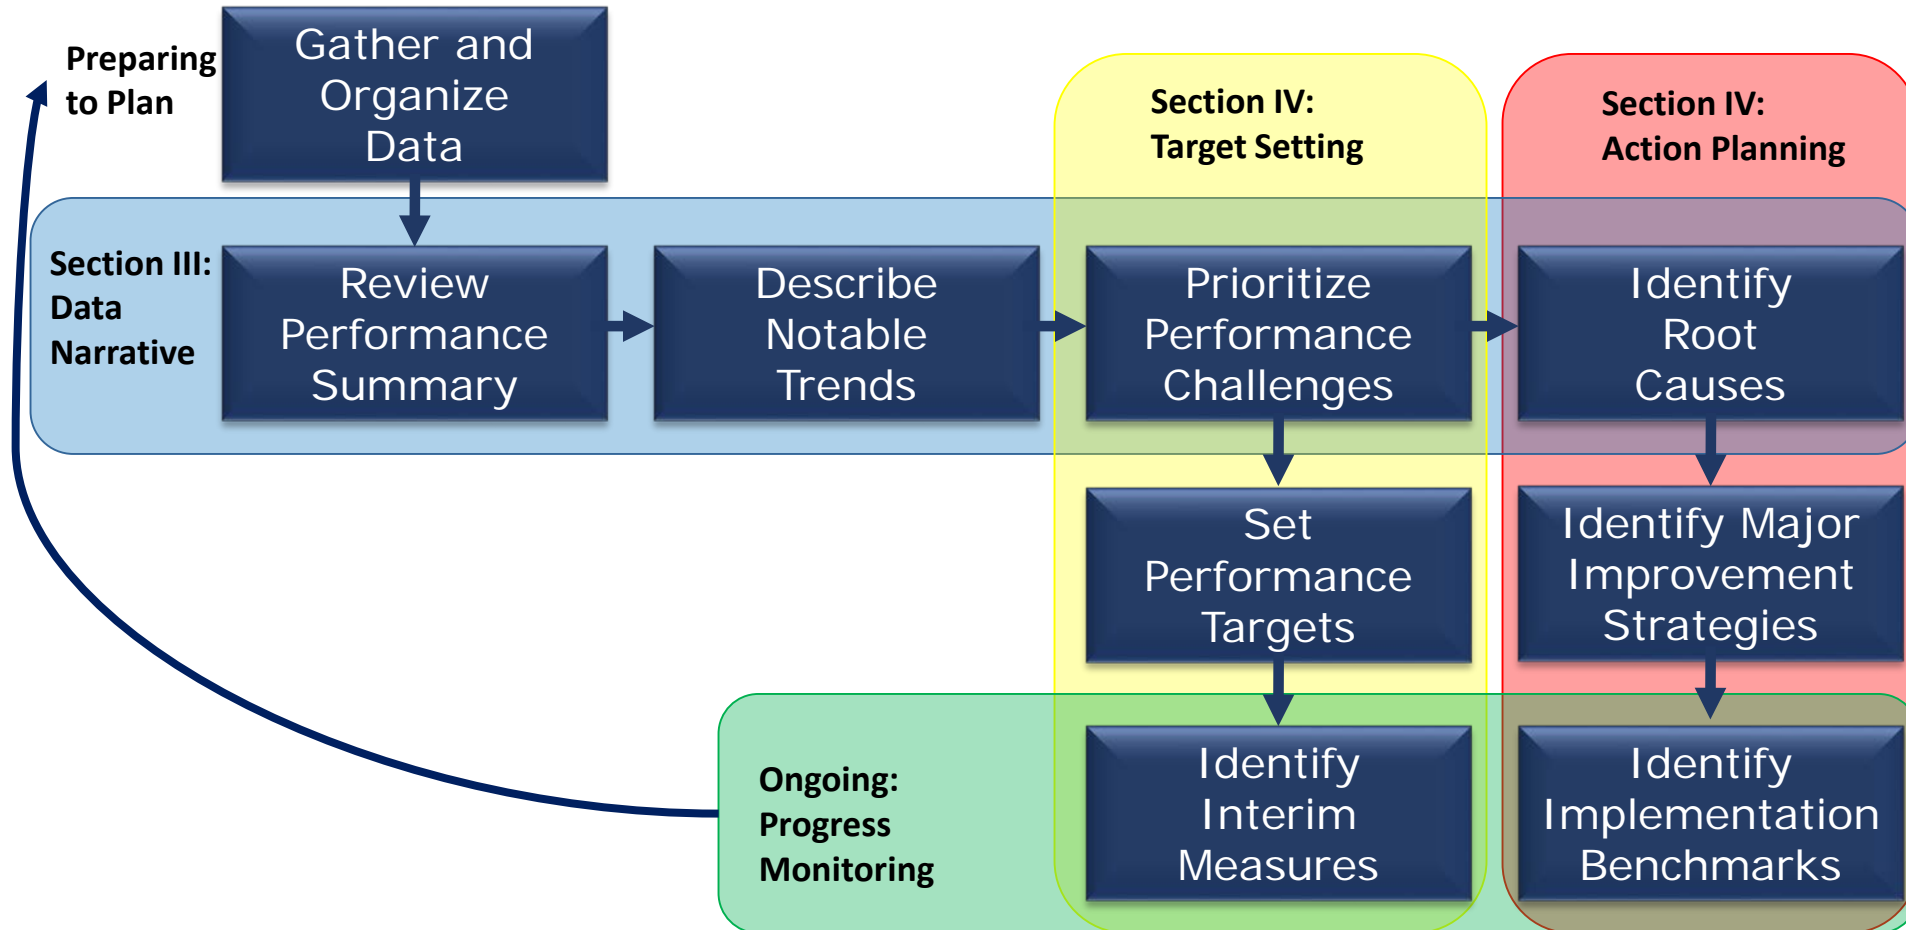 Preparing
to Plan
Gather and
Organize
Data
Section IV:
Target Setting
Section IV:
Action Planning
Section III:
Data
Narrative
Review
Performance
Summary
Describe
Notable
Trends
Prioritize
Performance
Challenges
Identify
Root
Causes
Set
Performance
Targets
Identify Major
Improvement
Strategies
Ongoing:
Progress
Monitoring
Identify
Interim
Measures
Identify
Implementation
Benchmarks